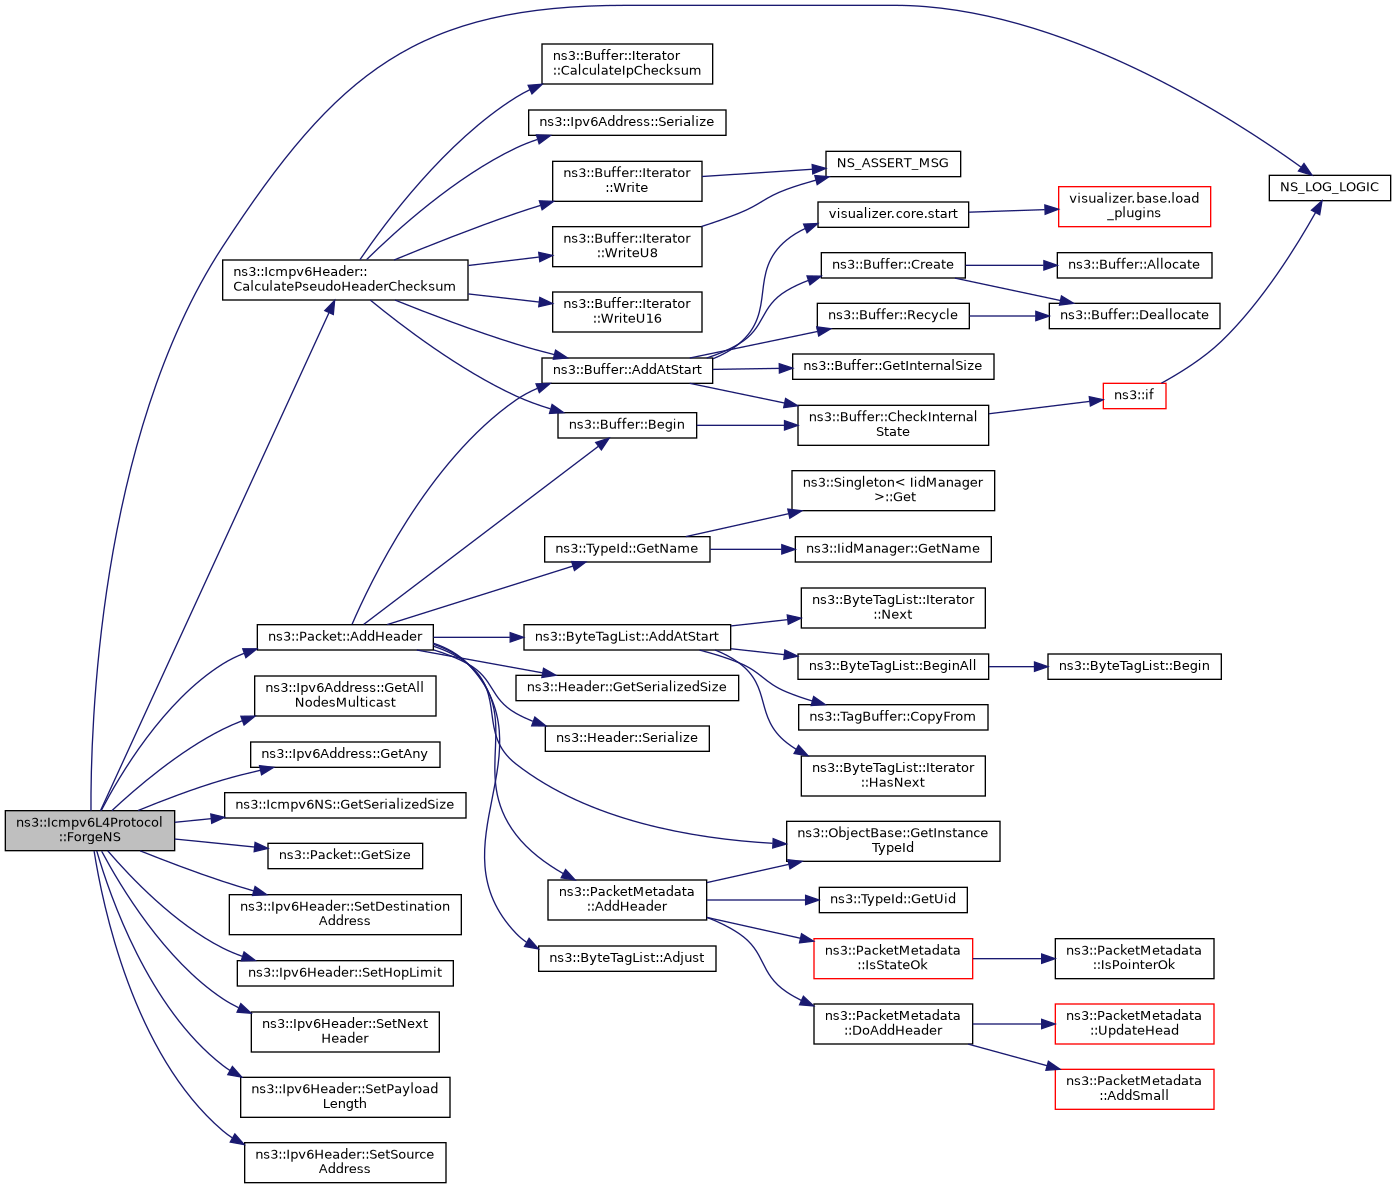 ns3::Icmpv6L4Protocol
::ForgeNS
ns3::Icmpv6Header::
CalculatePseudoHeaderChecksum
ns3::Packet::AddHeader
ns3::Ipv6Address::GetAll
NodesMulticast
ns3::Ipv6Address::GetAny
ns3::Icmpv6NS::GetSerializedSize
ns3::Packet::GetSize
ns3::Ipv6Header::SetDestination
Address
ns3::Ipv6Header::SetHopLimit
ns3::Ipv6Header::SetNext
Header
ns3::Ipv6Header::SetPayload
Length
ns3::Ipv6Header::SetSource
Address
ns3::Buffer::Iterator
::CalculateIpChecksum
ns3::Ipv6Address::Serialize
ns3::Buffer::Iterator
::Write
ns3::Buffer::Iterator
::WriteU8
ns3::Buffer::Iterator
::WriteU16
ns3::Buffer::AddAtStart
ns3::Buffer::Begin
ns3::TypeId::GetName
ns3::ByteTagList::AddAtStart
ns3::Header::GetSerializedSize
ns3::Header::Serialize
ns3::PacketMetadata
::AddHeader
ns3::ByteTagList::Adjust
NS_ASSERT_MSG
visualizer.core.start
ns3::Buffer::Create
ns3::Buffer::Recycle
ns3::Buffer::GetInternalSize
ns3::Buffer::CheckInternal
State
ns3::Singleton< IidManager
>::Get
ns3::IidManager::GetName
ns3::ByteTagList::Iterator
::Next
ns3::ByteTagList::BeginAll
ns3::TagBuffer::CopyFrom
ns3::ByteTagList::Iterator
::HasNext
ns3::ObjectBase::GetInstance
TypeId
ns3::TypeId::GetUid
ns3::PacketMetadata
::IsStateOk
ns3::PacketMetadata
::DoAddHeader
visualizer.base.load
_plugins
ns3::Buffer::Allocate
ns3::Buffer::Deallocate
ns3::if
ns3::ByteTagList::Begin
ns3::PacketMetadata
::IsPointerOk
ns3::PacketMetadata
::UpdateHead
ns3::PacketMetadata
::AddSmall
NS_LOG_LOGIC